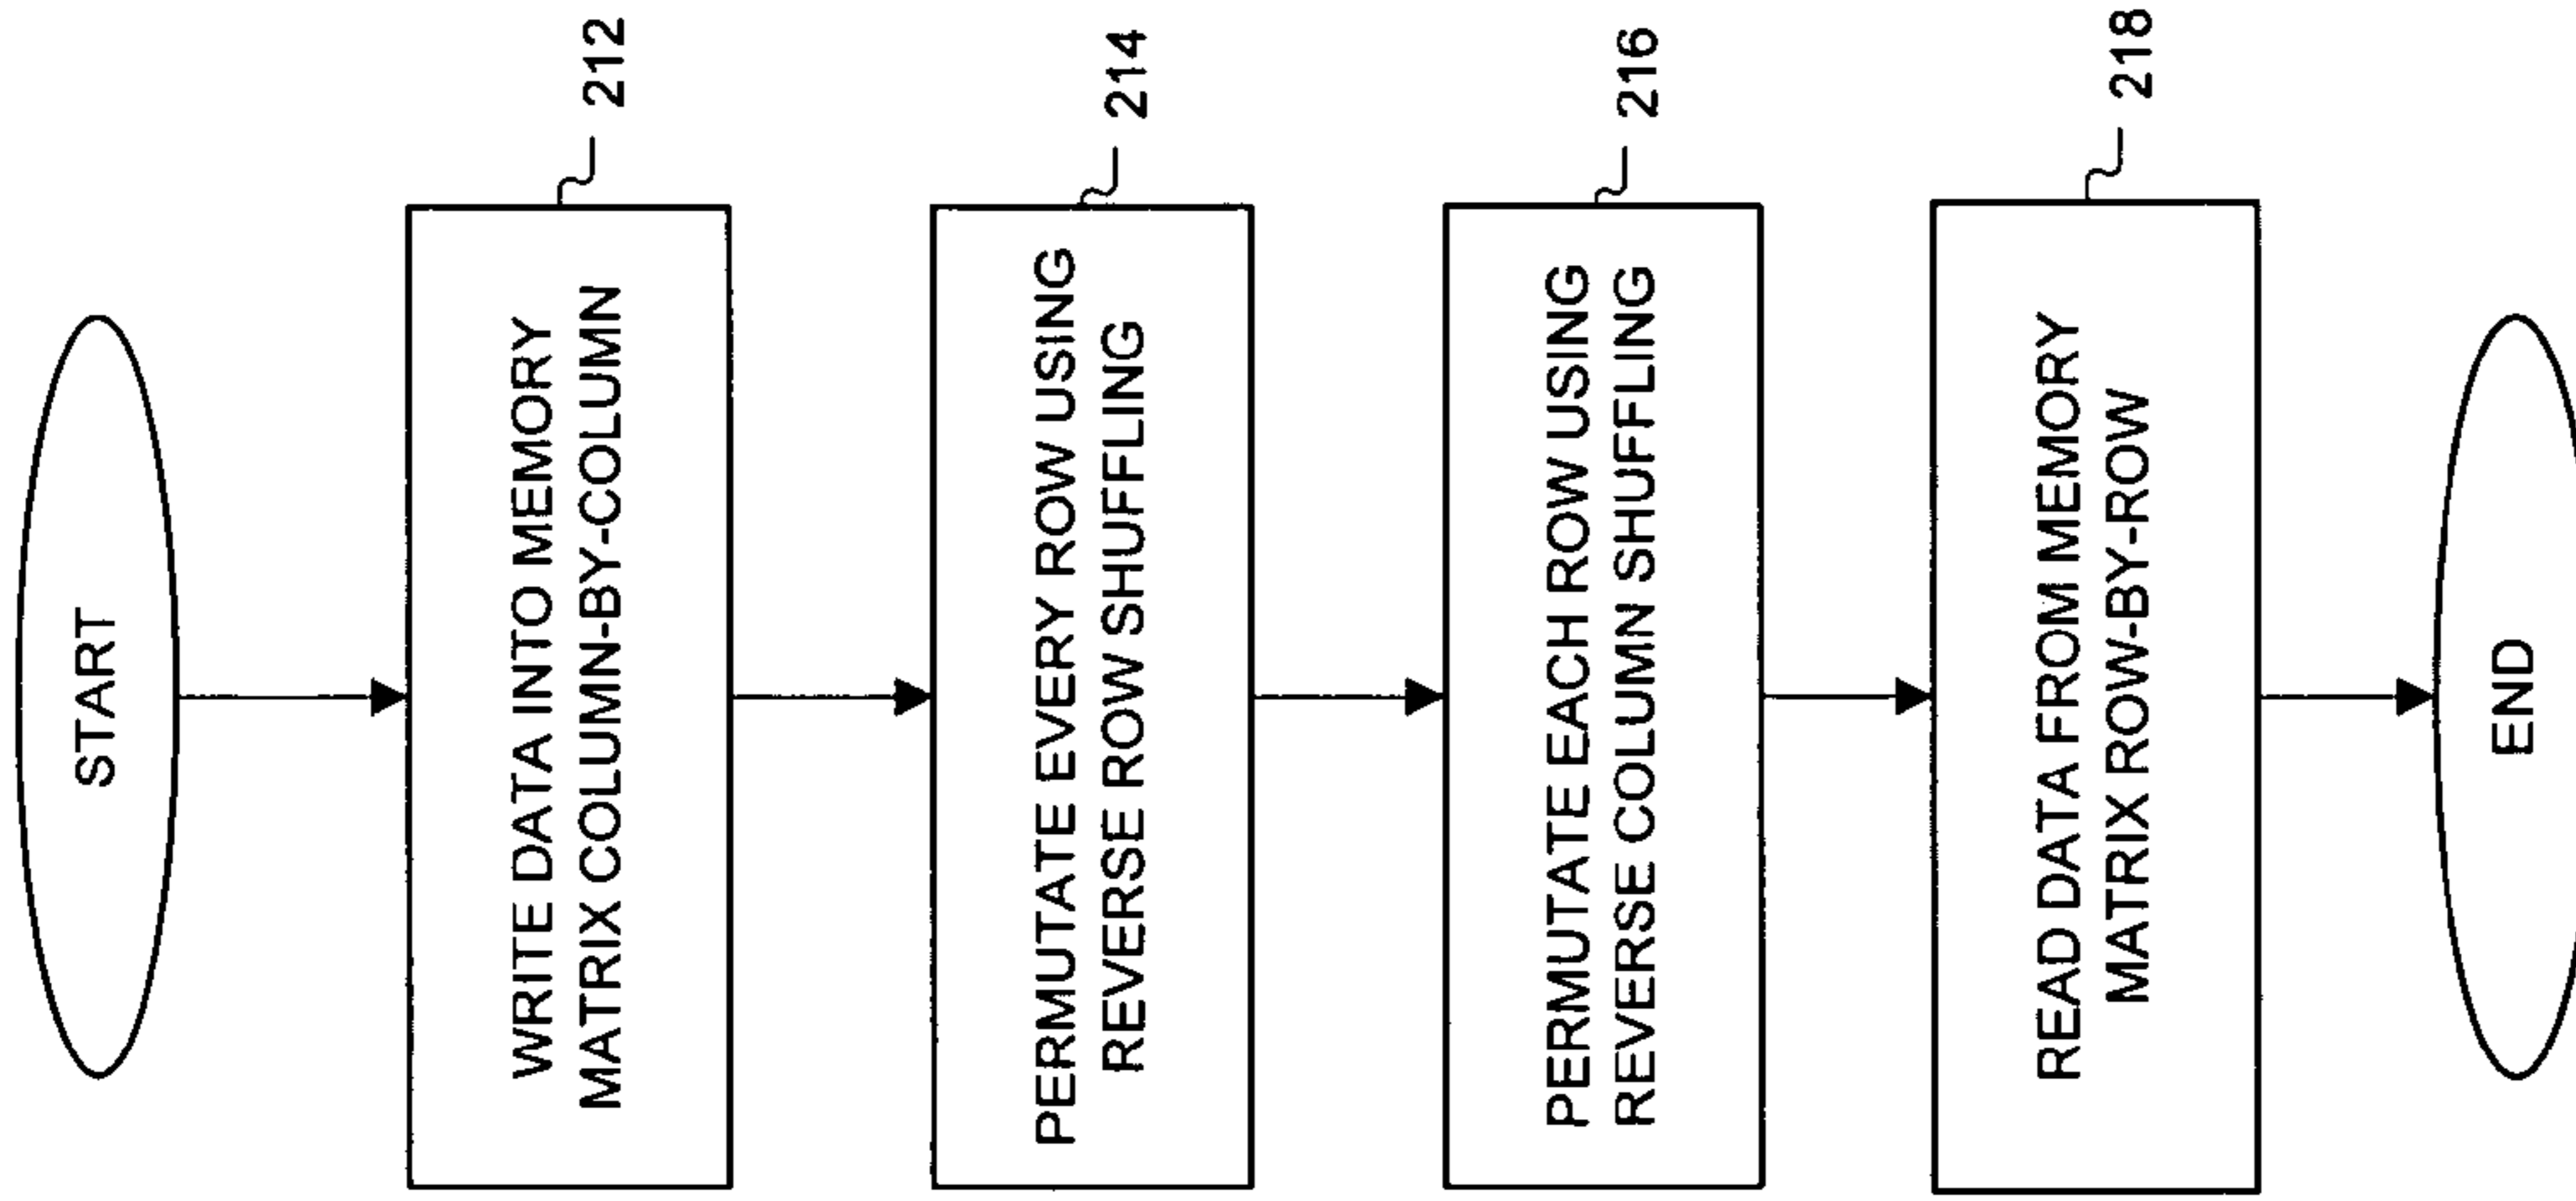 START
WRITE DATA INTO MEMORY
MATRIX COLUMN-BY-COLUMN
212
PERMUTATE EVERY ROW USING
REVERSE ROW SHUFFLING
214
PERMUTATE EACH ROW USING
REVERSE COLUMN SHUFFLING
216
READ DATA FROM MEMORY
MATRIX ROW-BY-ROW
218
END